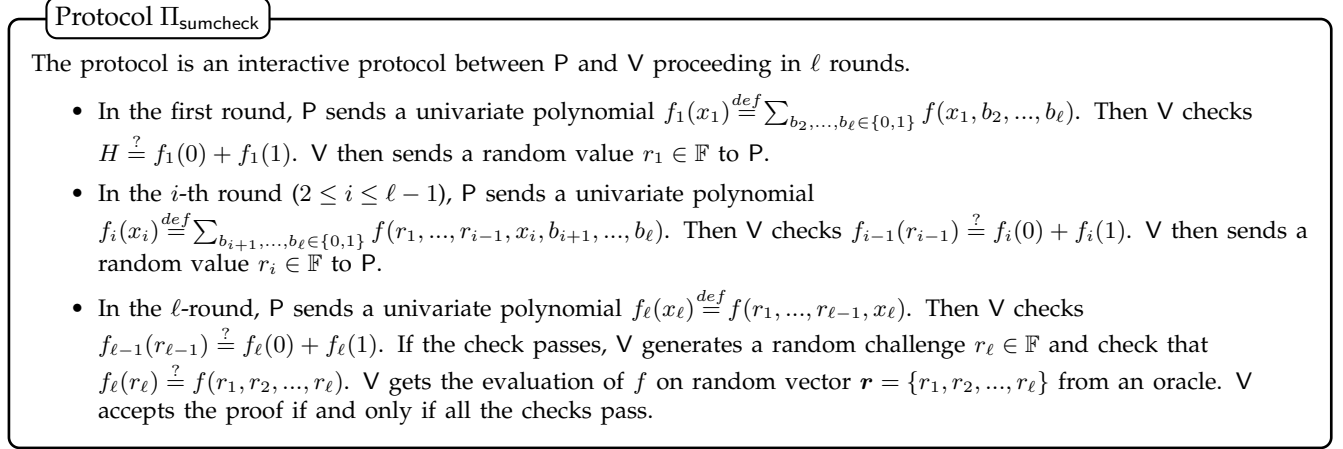 Protocol Π_sumcheck
The protocol is an interactive protocol between P and V proceeding in ℓ rounds.
• In the first round, P sends a univariate polynomial f_1(x_1) \stackrel{def}{=} ∑_{b_2,...,b_ℓ∈{0,1}} f(x_1, b_2, ..., b_ℓ). Then V checks
H \stackrel{?}{=} f_1(0) + f_1(1). V then sends a random value r_1 ∈ 𝔽 to P.
• In the i-th round (2 ≤ i ≤ ℓ − 1), P sends a univariate polynomial
f_i(x_i) \stackrel{def}{=} ∑_{b_{i+1},...,b_ℓ∈{0,1}} f(r_1, ..., r_{i−1}, x_i, b_{i+1}, ..., b_ℓ). Then V checks f_{i−1}(r_{i−1}) \stackrel{?}{=} f_i(0) + f_i(1). V then sends a
random value r_i ∈ 𝔽 to P.
• In the ℓ-round, P sends a univariate polynomial f_ℓ(x_ℓ) \stackrel{def}{=} f(r_1, ..., r_{ℓ−1}, x_ℓ). Then V checks
f_{ℓ−1}(r_{ℓ−1}) \stackrel{?}{=} f_ℓ(0) + f_ℓ(1). If the check passes, V generates a random challenge r_ℓ ∈ 𝔽 and check that
f_ℓ(r_ℓ) \stackrel{?}{=} f(r_1, r_2, ..., r_ℓ). V gets the evaluation of f on random vector 𝒓 = {r_1, r_2, ..., r_ℓ} from an oracle. V
accepts the proof if and only if all the checks pass.